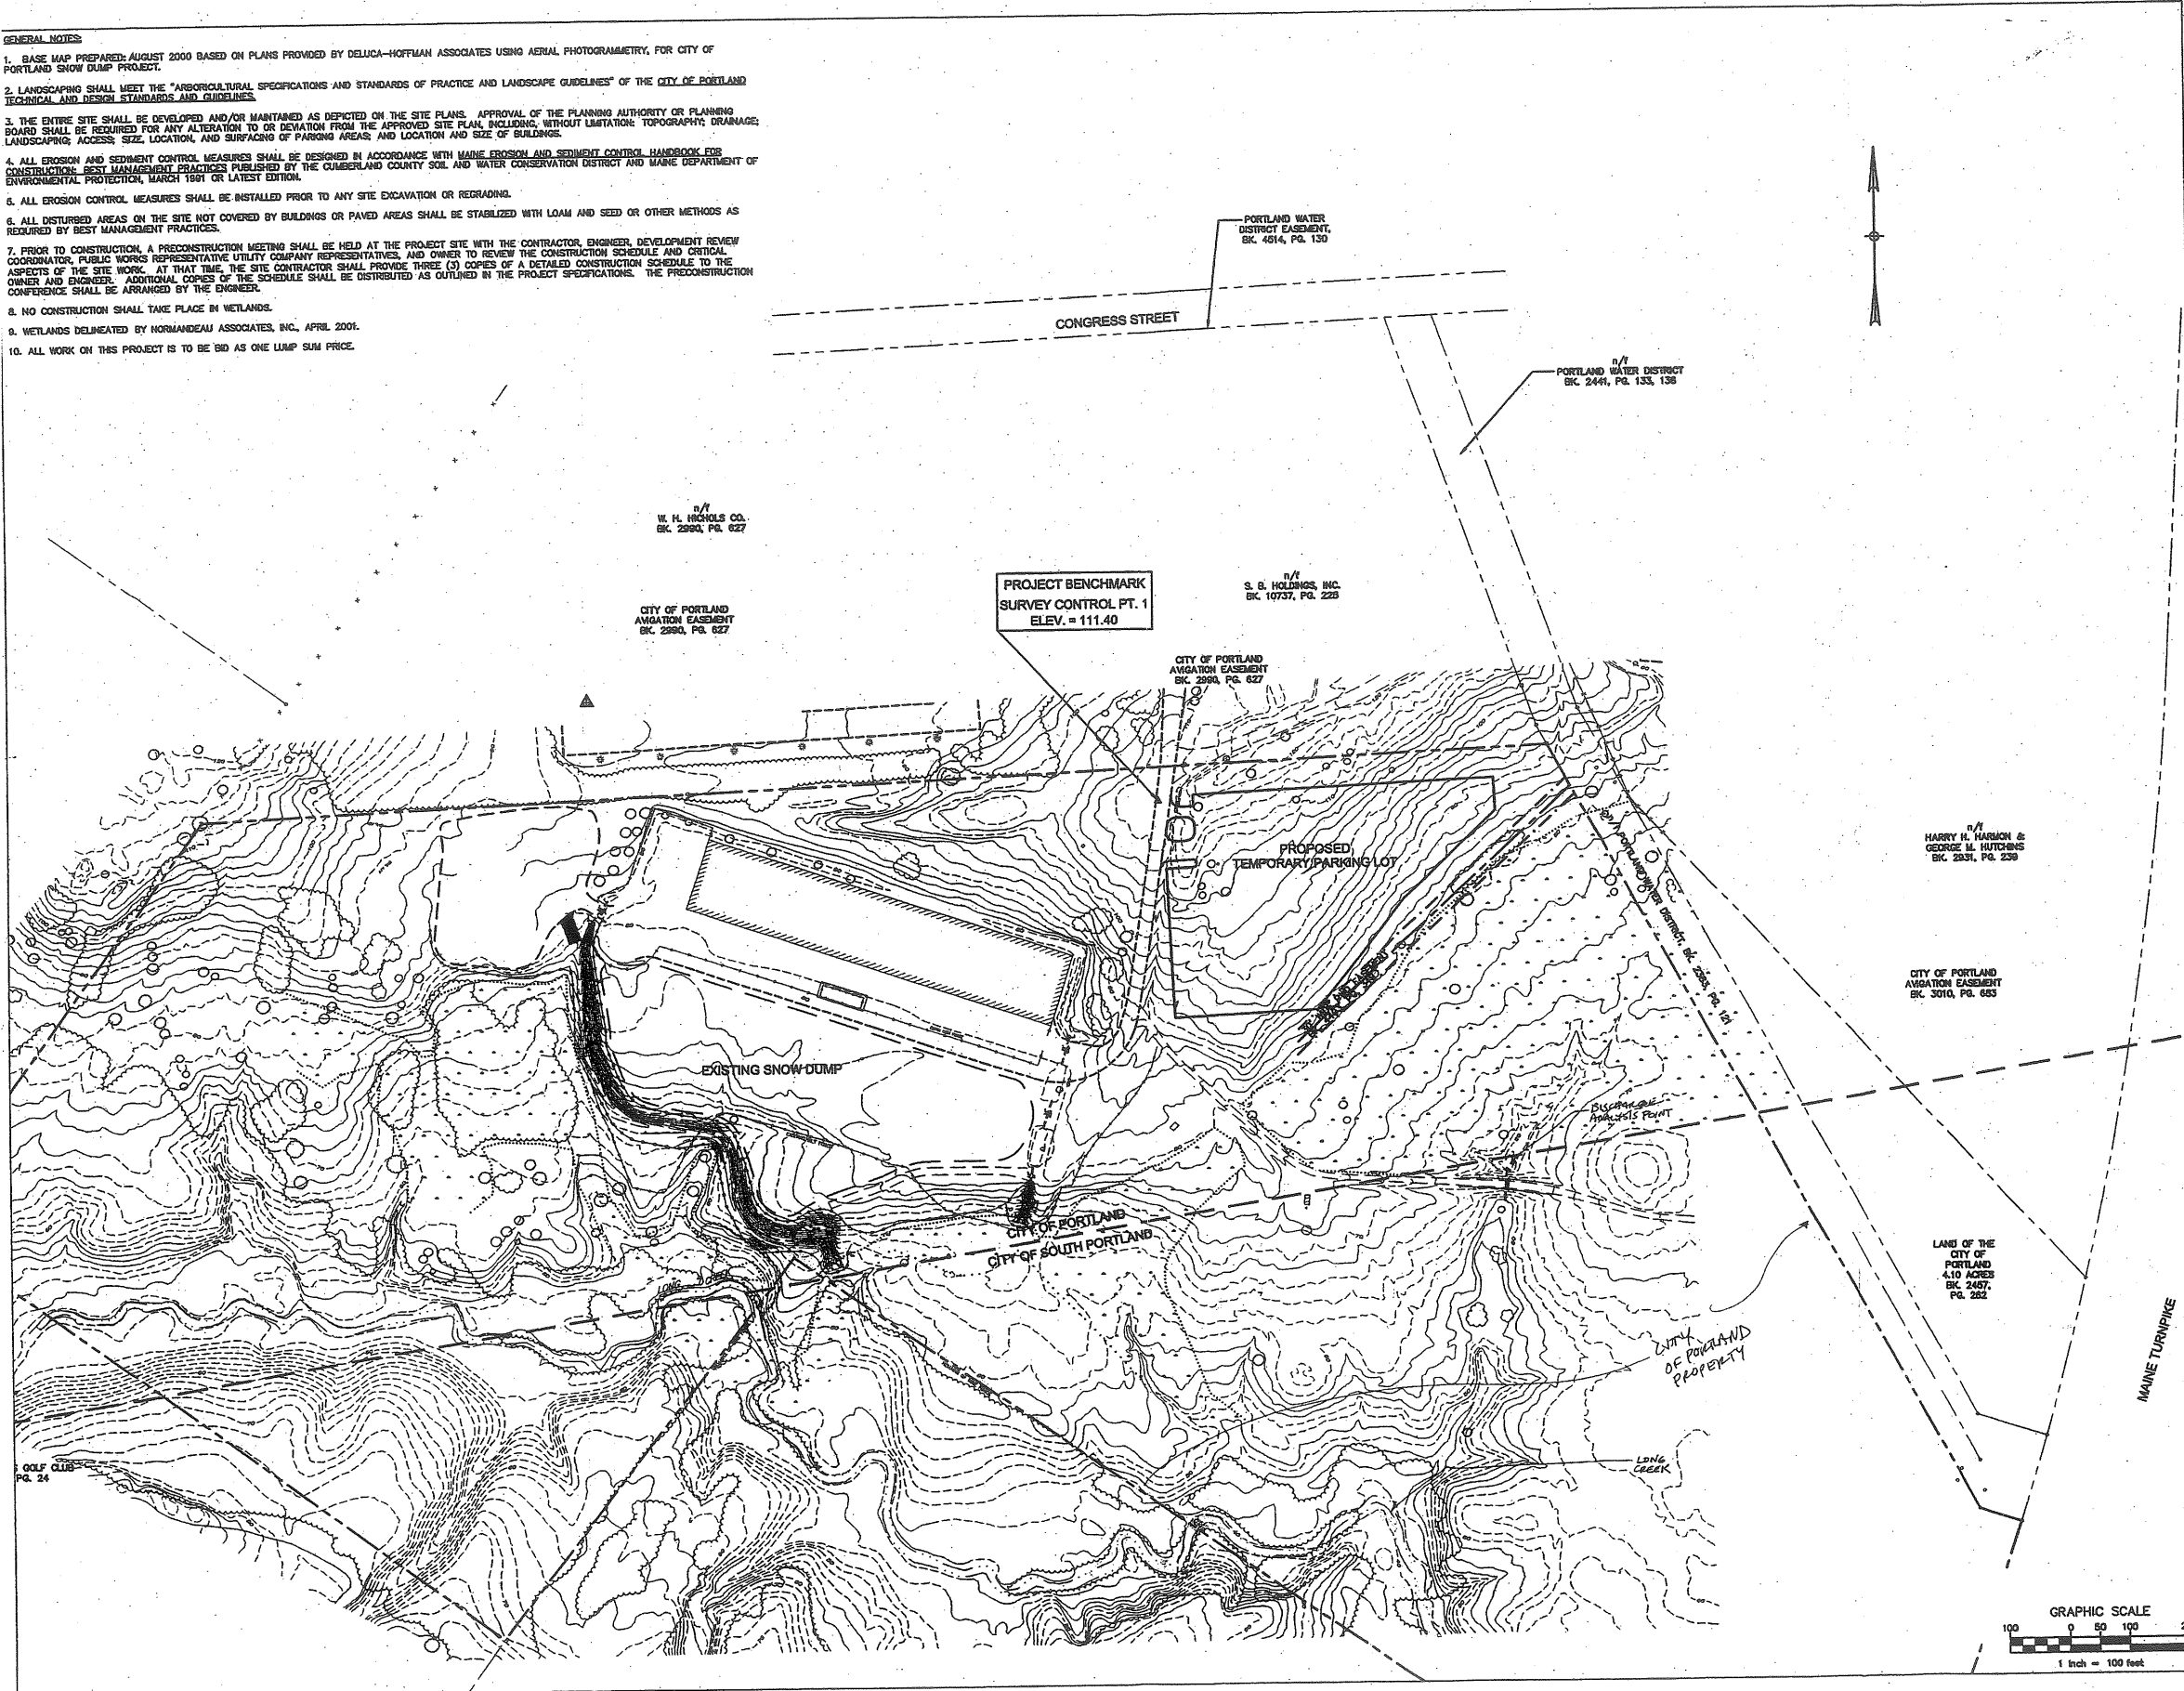 GENERAL NOTES:
1. BASE MAP PREPARED: AUGUST 2000 BASED ON PLANS PROVIDED BY DELUCA-HOFFMAN ASSOCIATES USING AERIAL PHOTOGRAMMETRY, FOR CITY OF
PORTLAND SNOW DUMP PROJECT.
2. LANDSCAPING SHALL MEET THE "ARBORICULTURAL SPECIFICATIONS AND STANDARDS OF PRACTICE AND LANDSCAPE GUIDELINES" OF THE CITY OF PORTLAND
TECHNICAL AND DESIGN STANDARDS AND GUIDELINES.
3. THE ENTIRE SITE SHALL BE DEVELOPED AND/OR MAINTAINED AS DEPICTED ON THE SITE PLANS. APPROVAL OF THE PLANNING AUTHORITY OR PLANNING
BOARD SHALL BE REQUIRED FOR ANY ALTERATION TO OR DEVIATION FROM THE APPROVED SITE PLAN, INCLUDING, WITHOUT LIMITATION: TOPOGRAPHY; DRAINAGE;
LANDSCAPING; ACCESS; SIZE, LOCATION, AND SURFACING OF PARKING AREAS; AND LOCATION AND SIZE OF BUILDINGS.
4. ALL EROSION AND SEDIMENT CONTROL MEASURES SHALL BE DESIGNED IN ACCORDANCE WITH MAINE EROSION AND SEDIMENT CONTROL HANDBOOK FOR
CONSTRUCTION: BEST MANAGEMENT PRACTICES PUBLISHED BY THE CUMBERLAND COUNTY SOIL AND WATER CONSERVATION DISTRICT AND MAINE DEPARTMENT OF
ENVIRONMENTAL PROTECTION, MARCH 1991 OR LATEST EDITION.
5. ALL EROSION CONTROL MEASURES SHALL BE INSTALLED PRIOR TO ANY SITE EXCAVATION OR REGRADING.
6. ALL DISTURBED AREAS ON THE SITE NOT COVERED BY BUILDINGS OR PAVED AREAS SHALL BE STABILIZED WITH LOAM AND SEED OR OTHER METHODS AS
REQUIRED BY BEST MANAGEMENT PRACTICES.
7. PRIOR TO CONSTRUCTION, A PRECONSTRUCTION MEETING SHALL BE HELD AT THE PROJECT SITE WITH THE CONTRACTOR, ENGINEER, DEVELOPMENT REVIEW
COORDINATOR, PUBLIC WORKS REPRESENTATIVE UTILITY COMPANY REPRESENTATIVES, AND OWNER TO REVIEW THE CONSTRUCTION SCHEDULE AND CRITICAL
ASPECTS OF THE SITE WORK. AT THAT TIME, THE SITE CONTRACTOR SHALL PROVIDE THREE (3) COPIES OF A DETAILED CONSTRUCTION SCHEDULE TO THE
OWNER AND ENGINEER. ADDITIONAL COPIES OF THE SCHEDULE SHALL BE DISTRIBUTED AS OUTLINED IN THE PROJECT SPECIFICATIONS. THE PRECONSTRUCTION
CONFERENCE SHALL BE ARRANGED BY THE ENGINEER.
8. NO CONSTRUCTION SHALL TAKE PLACE IN WETLANDS.
9. WETLANDS DELINEATED BY NORMANDEAU ASSOCIATES, INC., APRIL 2001.
10. ALL WORK ON THIS PROJECT IS TO BE BID AS ONE LUMP SUM PRICE.
PORTLAND WATER
DISTRICT EASEMENT,
BK. 4614, PG. 130
CONGRESS STREET
n/f
PORTLAND WATER DISTRICT
BK. 2441, PG. 133, 136
n/f
W. H. NICHOLS CO.
BK. 2990, PG. 627
PROJECT BENCHMARK
SURVEY CONTROL PT. 1
ELEV. = 111.40
n/f
S. B. HOLDINGS, INC.
BK. 10737, PG. 228
CITY OF PORTLAND
AVIGATION EASEMENT
BK. 2990, PG. 627
CITY OF PORTLAND
AVIGATION EASEMENT
BK. 2990, PG. 627
PROPOSED
TEMPORARY PARKING LOT
n/f
HARRY H. HARMON &
GEORGE M. HUTCHINS
BK. 2931, PG. 239
n/f PORTLAND WATER DISTRICT, BK. 2363, PG. 121
CITY OF PORTLAND
AVIGATION EASEMENT
BK. 3010, PG. 653
EXISTING SNOW DUMP
DISCHARGE
ANALYSIS POINT
CITY OF PORTLAND
CITY OF SOUTH PORTLAND
LAND OF THE
CITY OF
PORTLAND
4.10 ACRES
BK. 2467,
PG. 262
CITY
OF PORTLAND
PROPERTY
MAINE TURNPIKE
LONG
CREEK
GOLF CLUB
PG. 24
GRAPHIC SCALE
100 0 50 100
1 inch = 100 feet